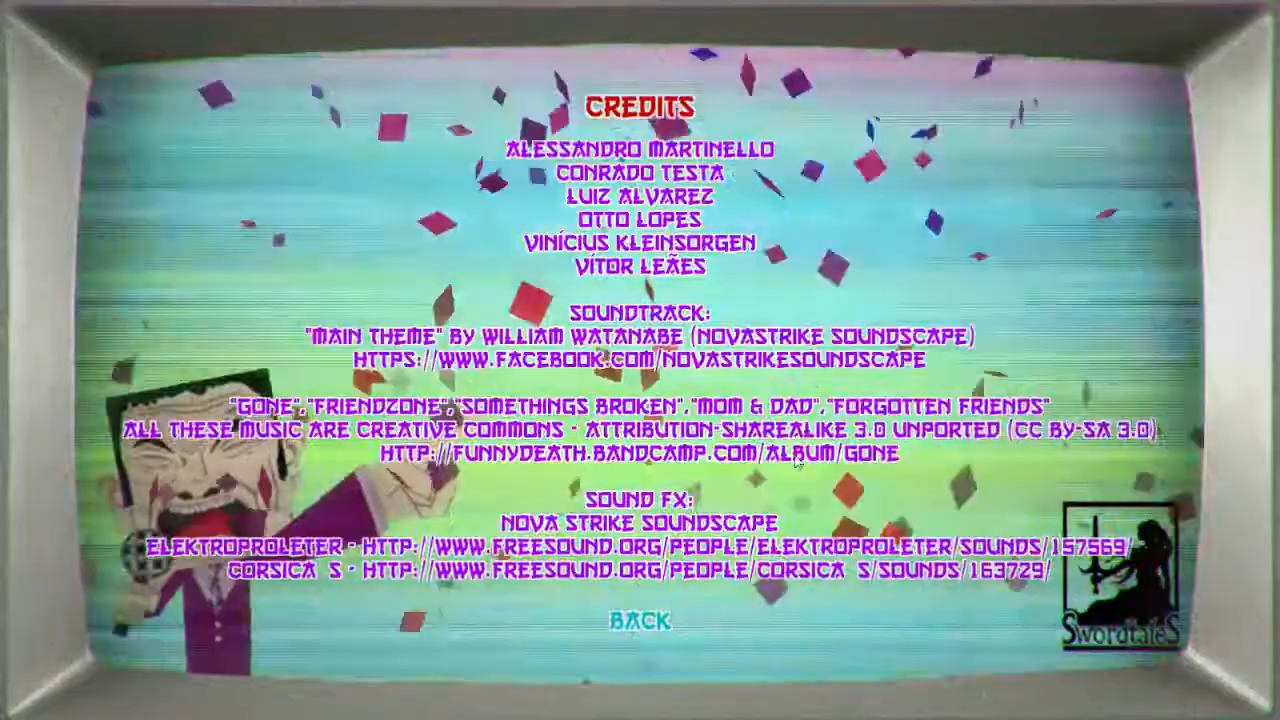 CREDITS
ALESSANDRO MARTINELLO
CONRADO TESTA
LUIZ ALVAREZ
OTTO LOPES
VINÍCIUS KLEINSORGEN
VÍTOR LEÃES
SOUNDTRACK:
"MAIN THEME" BY WILLIAM WATANABE (NOVASTRIKE SOUNDSCAPE)
HTTPS://WWW.FACEBOOK.COM/NOVASTRIKESOUNDSCAPE
"GONE","FRIENDZONE","SOMETHINGS BROKEN","MOM & DAD","FORGOTTEN FRIENDS"
ALL THESE MUSIC ARE CREATIVE COMMONS - ATTRIBUTION-SHAREALIKE 3.0 UNPORTED (CC BY-SA 3.0)
HTTP://FUNNYDEATH.BANDCAMP.COM/ALBUM/GONE
SOUND FX:
NOVA STRIKE SOUNDSCAPE
ELEKTROPROLETER - HTTP://WWW.FREESOUND.ORG/PEOPLE/ELEKTROPROLETER/SOUNDS/157569/
CORSICA S - HTTP://WWW.FREESOUND.ORG/PEOPLE/CORSICA S/SOUNDS/163729/
BACK
SwordtaleS